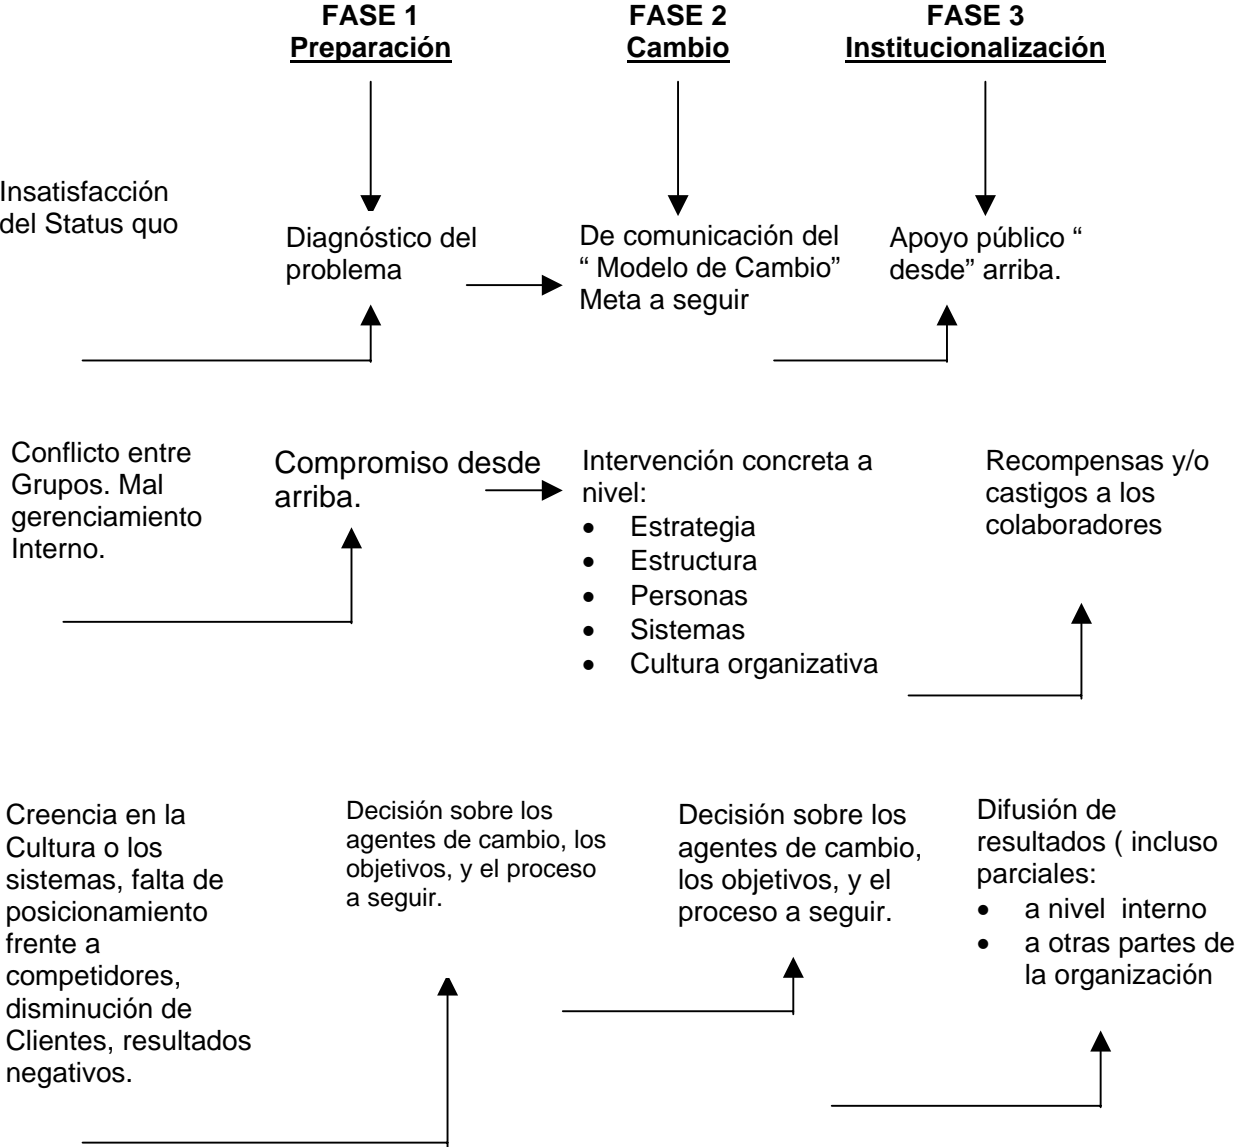 FASE 1
Preparación
FASE 2
Cambio
FASE 3
Institucionalización
Insatisfacción
del Status quo
Diagnóstico del
problema
De comunicación del
“ Modelo de Cambio”
Meta a seguir
Apoyo público “
desde” arriba.
Conflicto entre
Grupos. Mal
gerenciamiento
Interno.
Compromiso desde
arriba.
Intervención concreta a
nivel:
• Estrategia
• Estructura
• Personas
• Sistemas
• Cultura organizativa
Recompensas y/o
castigos a los
colaboradores
Creencia en la
Cultura o los
sistemas, falta de
posicionamiento
frente a
competidores,
disminución de
Clientes, resultados
negativos.
Decisión sobre los
agentes de cambio, los
objetivos, y el proceso
a seguir.
Decisión sobre los
agentes de cambio,
los objetivos, y el
proceso a seguir.
Difusión de
resultados ( incluso
parciales:
• a nivel interno
• a otras partes de
la organización